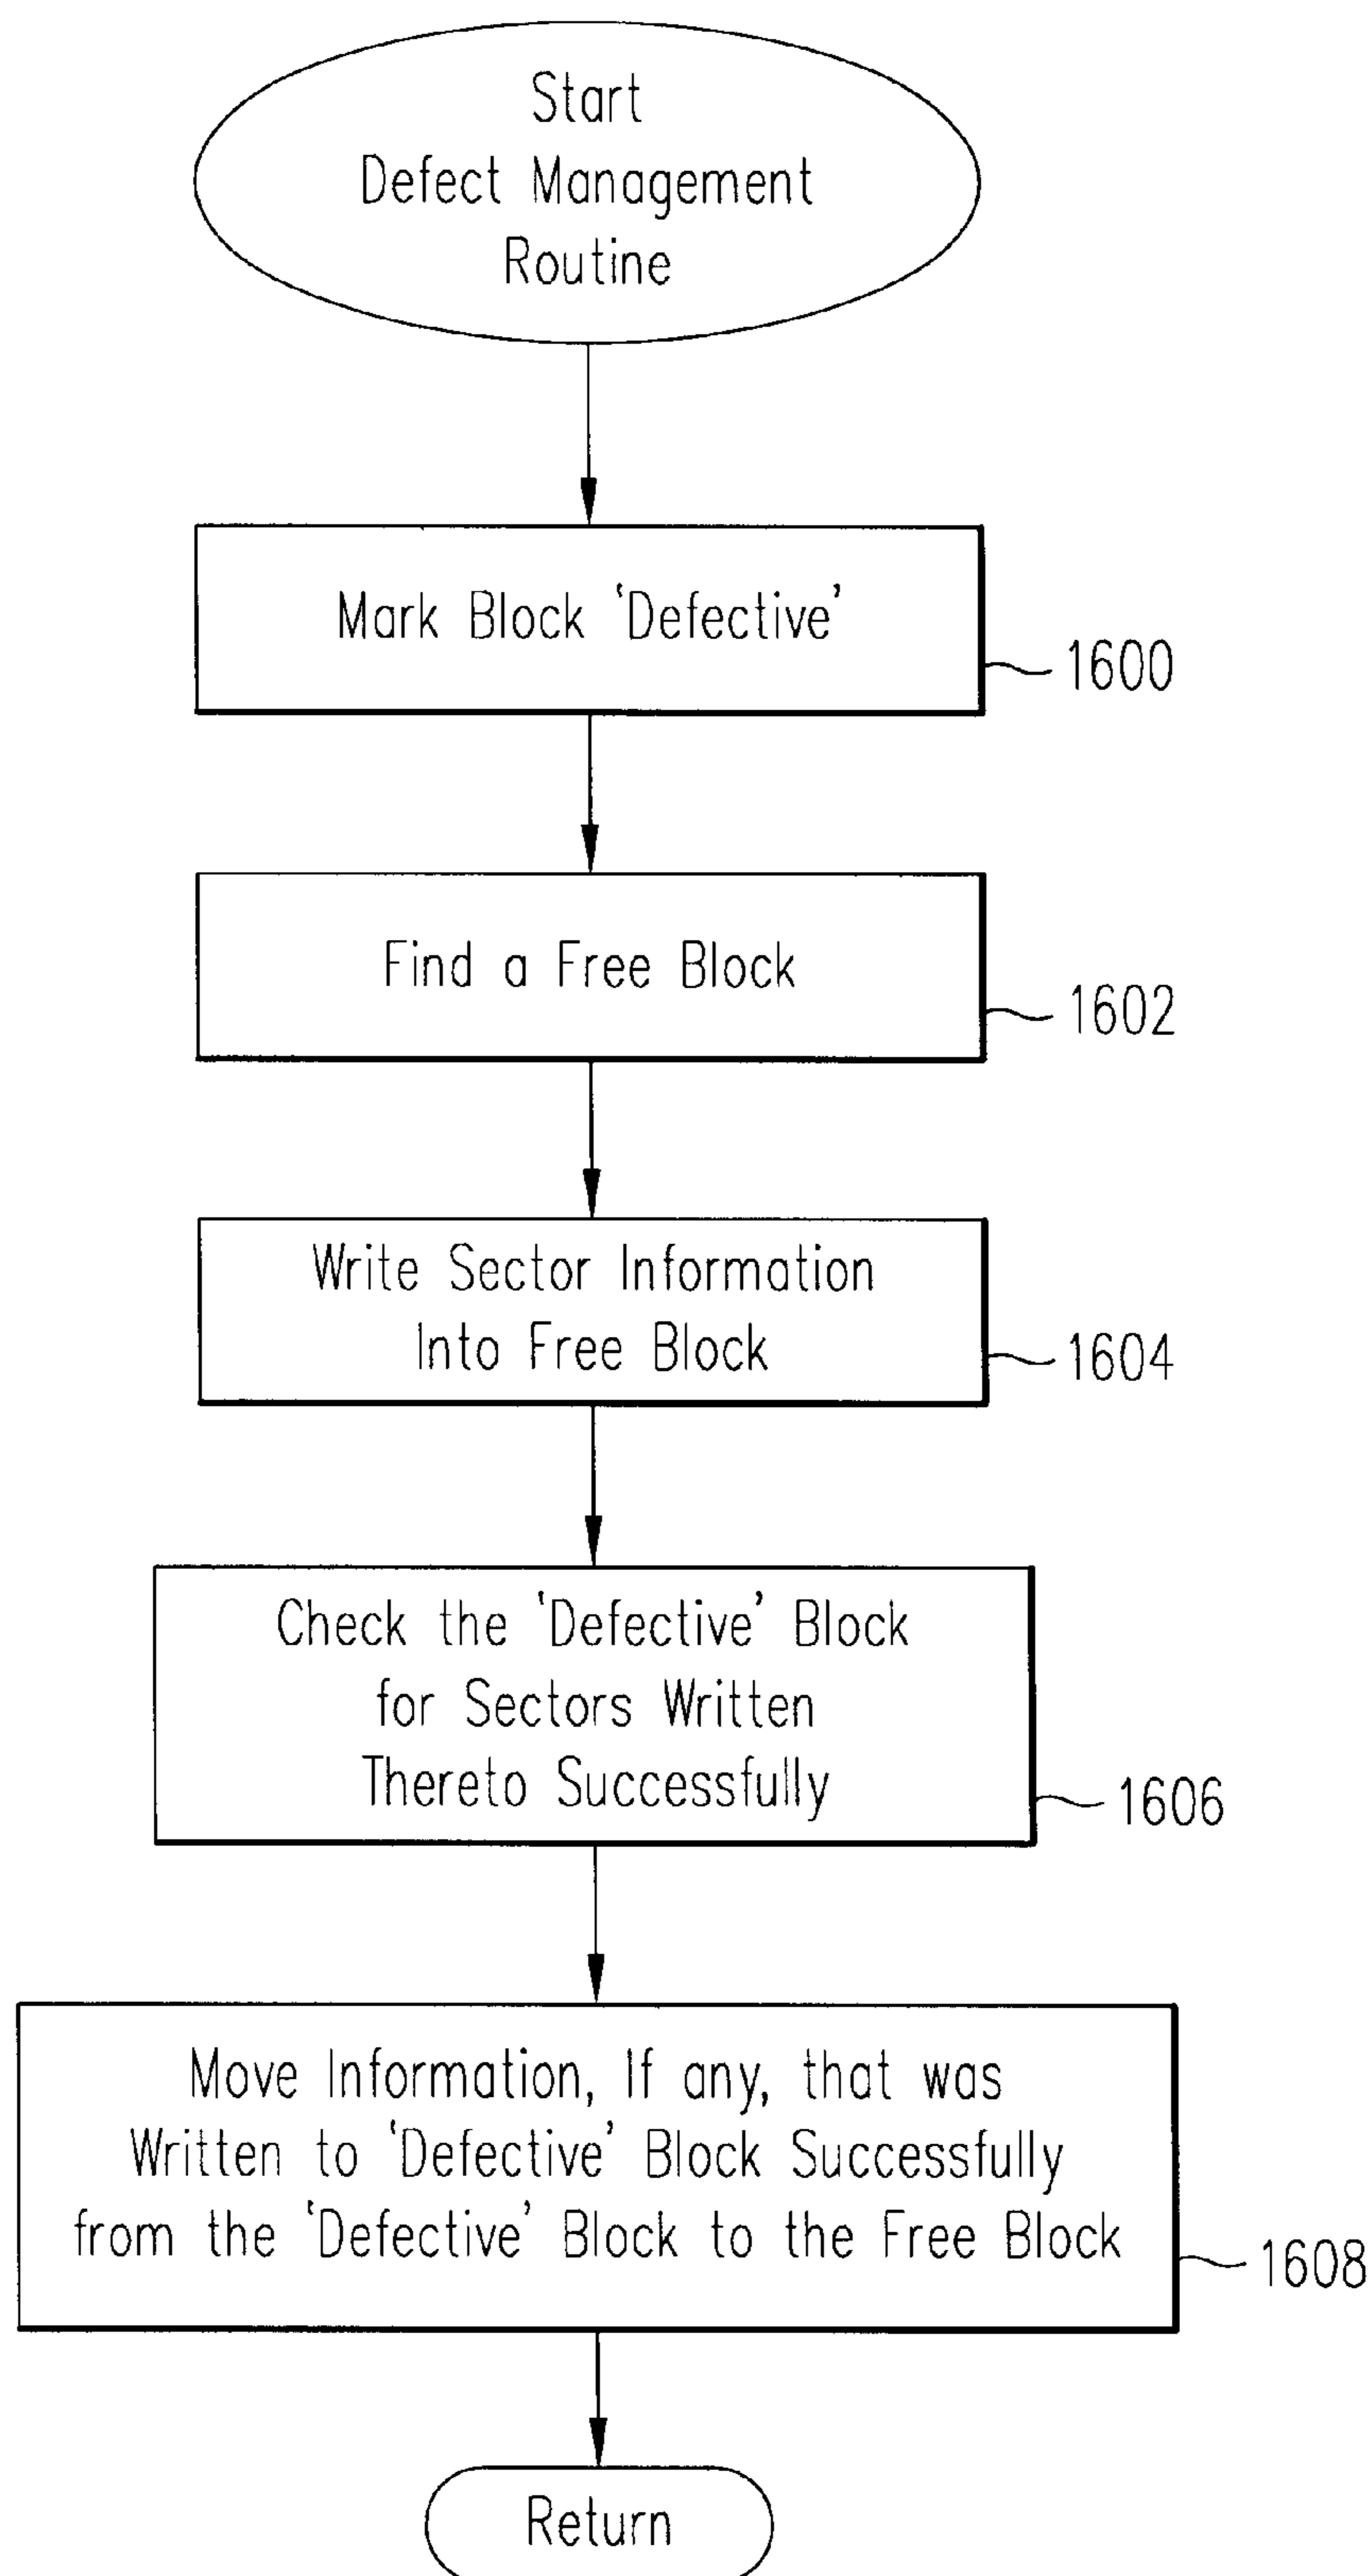 Start
Defect Management
Routine
Mark Block 'Defective'
1600
Find a Free Block
1602
Write Sector Information
Into Free Block
1604
Check the 'Defective' Block
for Sectors Written
Thereto Successfully
1606
Move Information, If any, that was
Written to 'Defective' Block Successfully
from the 'Defective' Block to the Free Block
1608
Return